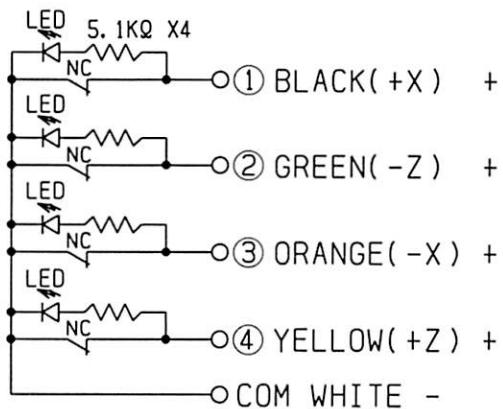 LED 5.1KΩ X4
NC ① BLACK(+X) +
LED
NC ② GREEN(-Z) +
LED
NC ③ ORANGE(-X) +
LED
NC ④ YELLOW(+Z) +
COM WHITE -